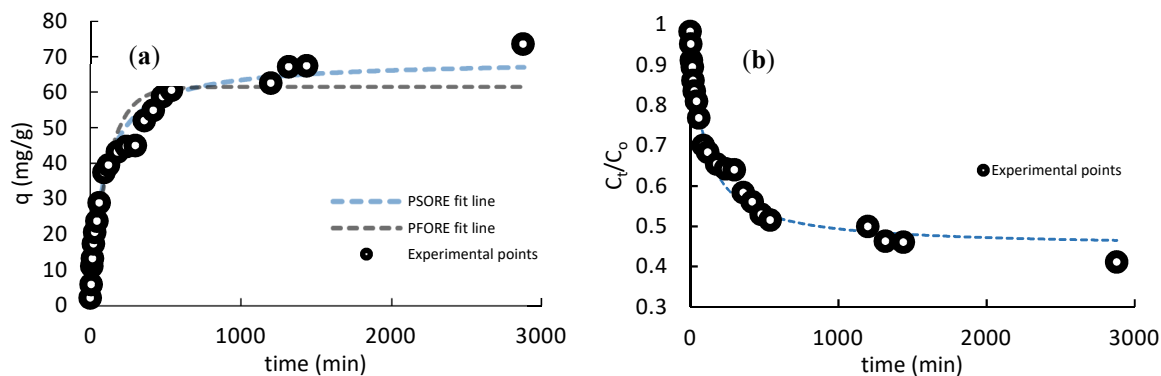 (a)
q (mg/g)
80
70
60
50
40
30
20
10
0
PSORE fit line
PFORE fit line
Experimental points
0 1000 2000 3000
time (min)
(b)
Cₜ/Cₒ
1
0.9
0.8
0.7
0.6
0.5
0.4
0.3
Experimental points
0 1000 2000 3000
time (min)